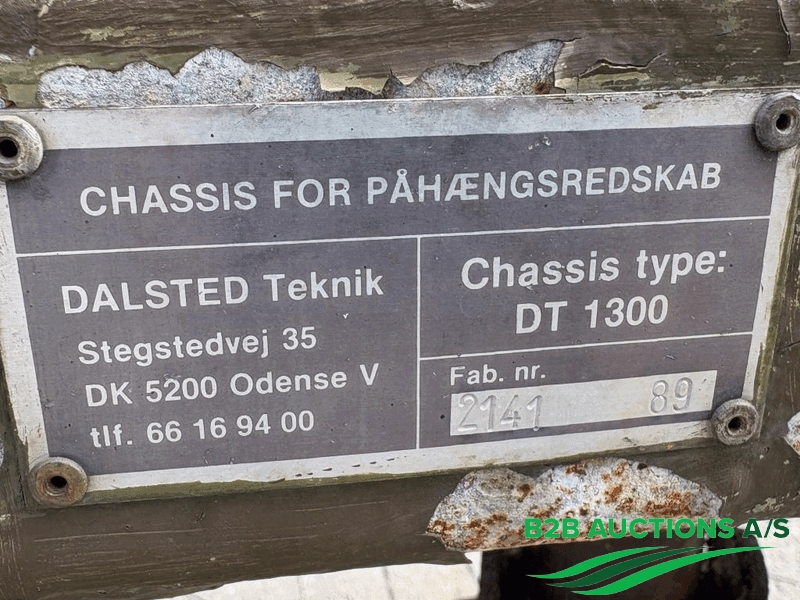 CHASSIS FOR PÅHÆNGSREDSKAB
DALSTED Teknik
Stegstedvej 35
DK 5200 Odense V
tlf. 66 16 94 00
Chassis type:
DT 1300
Fab. nr.
2141 89
B2B AUCTIONS A/S